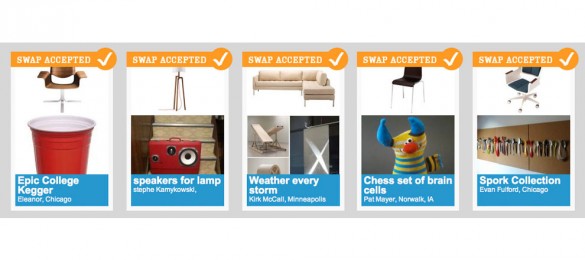 SWAP ACCEPTED
Epic College
Kegger
Eleanor, Chicago
SWAP ACCEPTED
speakers for lamp
stephe Kamykowski,
SWAP ACCEPTED
Weather every
storm
Kirk McCall, Minneapolis
SWAP ACCEPTED
Chess set of brain
cells
Pat Mayer, Norwalk, IA
SWAP ACCEPTED
Spork Collection
Evan Fulford, Chicago